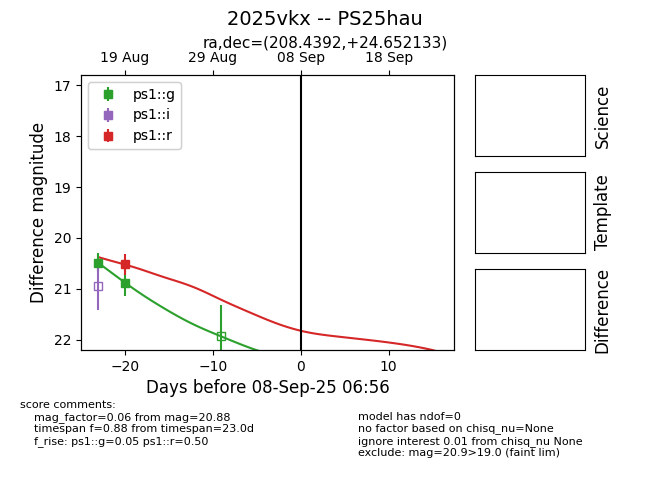 2025vkx -- PS25hau
ra,dec=(208.4392,+24.652133)
19 Aug 29 Aug 08 Sep 18 Sep
17
18
19
20
21
22
Difference magnitude
ps1::g
ps1::i
ps1::r
−20 −10 0 10
Days before 08-Sep-25 06:56
Science
Template
Difference
score comments:
mag_factor=0.06 from mag=20.88
timespan f=0.88 from timespan=23.0d
f_rise: ps1::g=0.05 ps1::r=0.50
model has ndof=0
no factor based on chisq_nu=None
ignore interest 0.01 from chisq_nu None
exclude: mag=20.9>19.0 (faint lim)